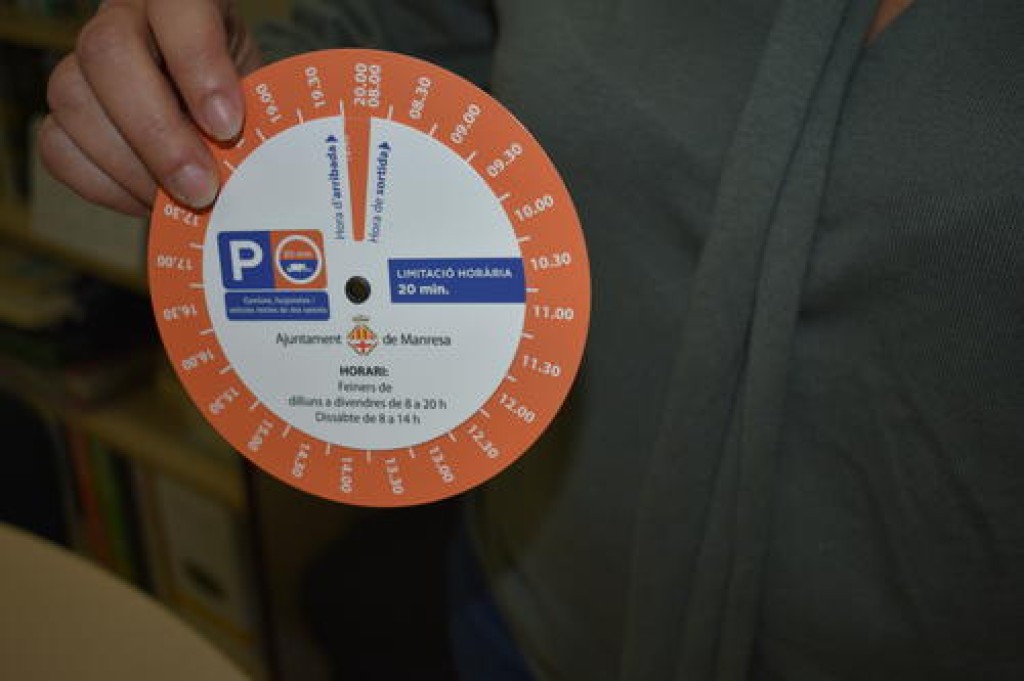 20.00
08.00
08.30
09.00
09.30
10.00
10.30
11.00
11.30
12.00
12.30
13.00
13.30
14.00
14.30
15.00
15.30
16.00
16.30
17.00
17.30
19.00
19.30
Hora d'arribada
Hora de sortida
P
LIMITACIÓ HORÀRIA
20 min.
Ajuntament de Manresa
HORARI:
Feiners de
dilluns a divendres de 8 a 20 h
Dissabte de 8 a 14 h